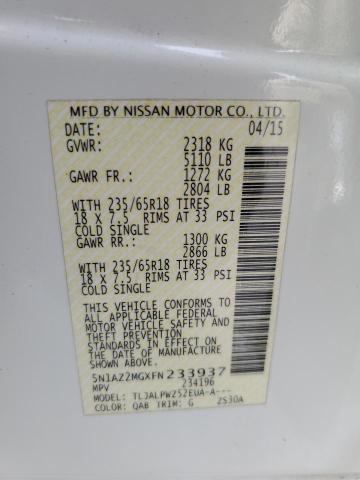 MFD BY NISSAN MOTOR CO., LTD.
DATE: 04/15
GVWR: 2318 KG
5110 LB
GAWR FR.: 1272 KG
2804 LB
WITH 235/65R18 TIRES
18 X 7.5 RIMS AT 33 PSI
COLD SINGLE
GAWR RR.: 1300 KG
2866 LB
WITH 235/65R18 TIRES
18 X 7.5 RIMS AT 33 PSI
COLD SINGLE
THIS VEHICLE CONFORMS TO
ALL APPLICABLE FEDERAL
MOTOR VEHICLE SAFETY AND
THEFT PREVENTION
STANDARDS IN EFFECT ON
THE DATE OF MANUFACTURE
SHOWN ABOVE.
5N1AZ2MGXFN 233937
MPV 234196
MODEL: TLJALPWZ52EUA-A---
COLOR: QAB TRIM: G 2S30A